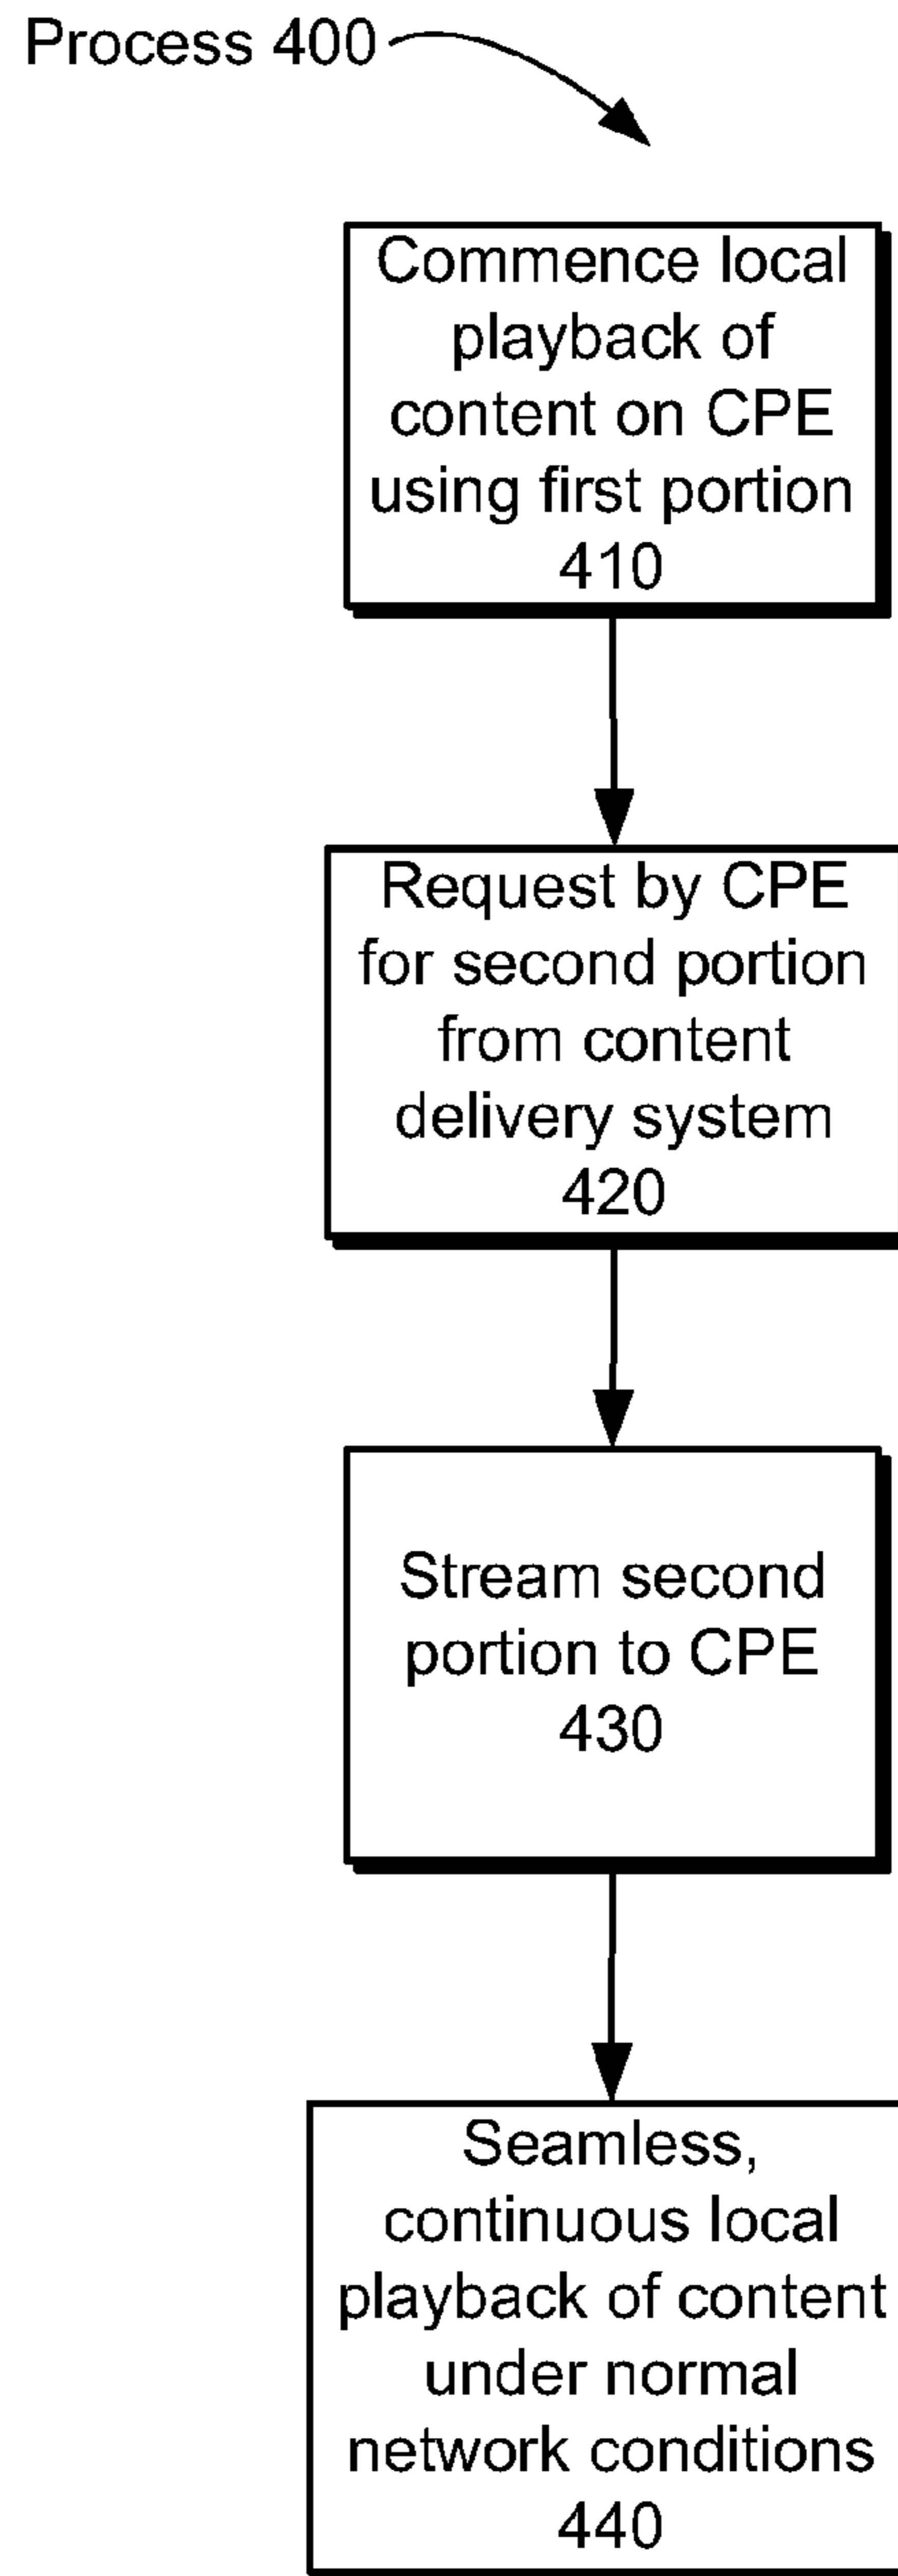 Process 400
Commence local
playback of
content on CPE
using first portion
410
Request by CPE
for second portion
from content
delivery system
420
Stream second
portion to CPE
430
Seamless,
continuous local
playback of content
under normal
network conditions
440